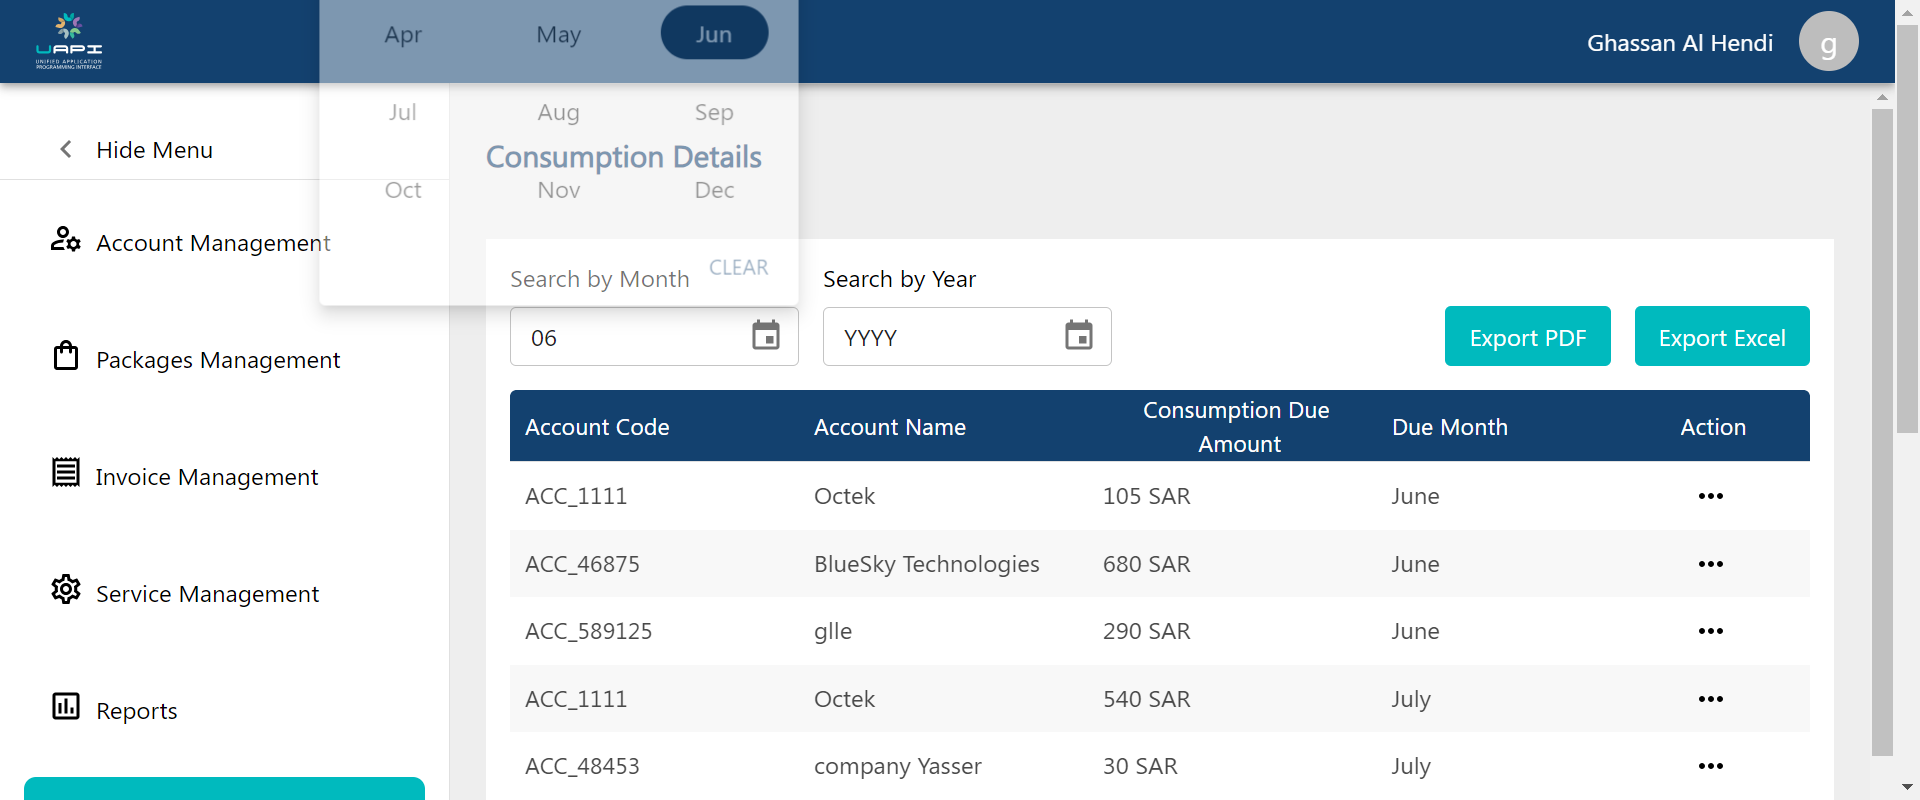 UAPI
UNIFIED APPLICATION
PROGRAMMING INTERFACE
Apr May Jun
Ghassan Al Hendi g
Jul Aug Sep
Hide Menu
Consumption Details
Oct Nov Dec
Account Management
CLEAR
Search by Month Search by Year
06 YYYY Export PDF Export Excel
Packages Management
Invoice Management
Service Management
Reports
Account Code Account Name Consumption Due Amount Due Month Action
ACC_1111 Octek 105 SAR June
ACC_46875 BlueSky Technologies 680 SAR June
ACC_589125 glle 290 SAR June
ACC_1111 Octek 540 SAR July
ACC_48453 company Yasser 30 SAR July